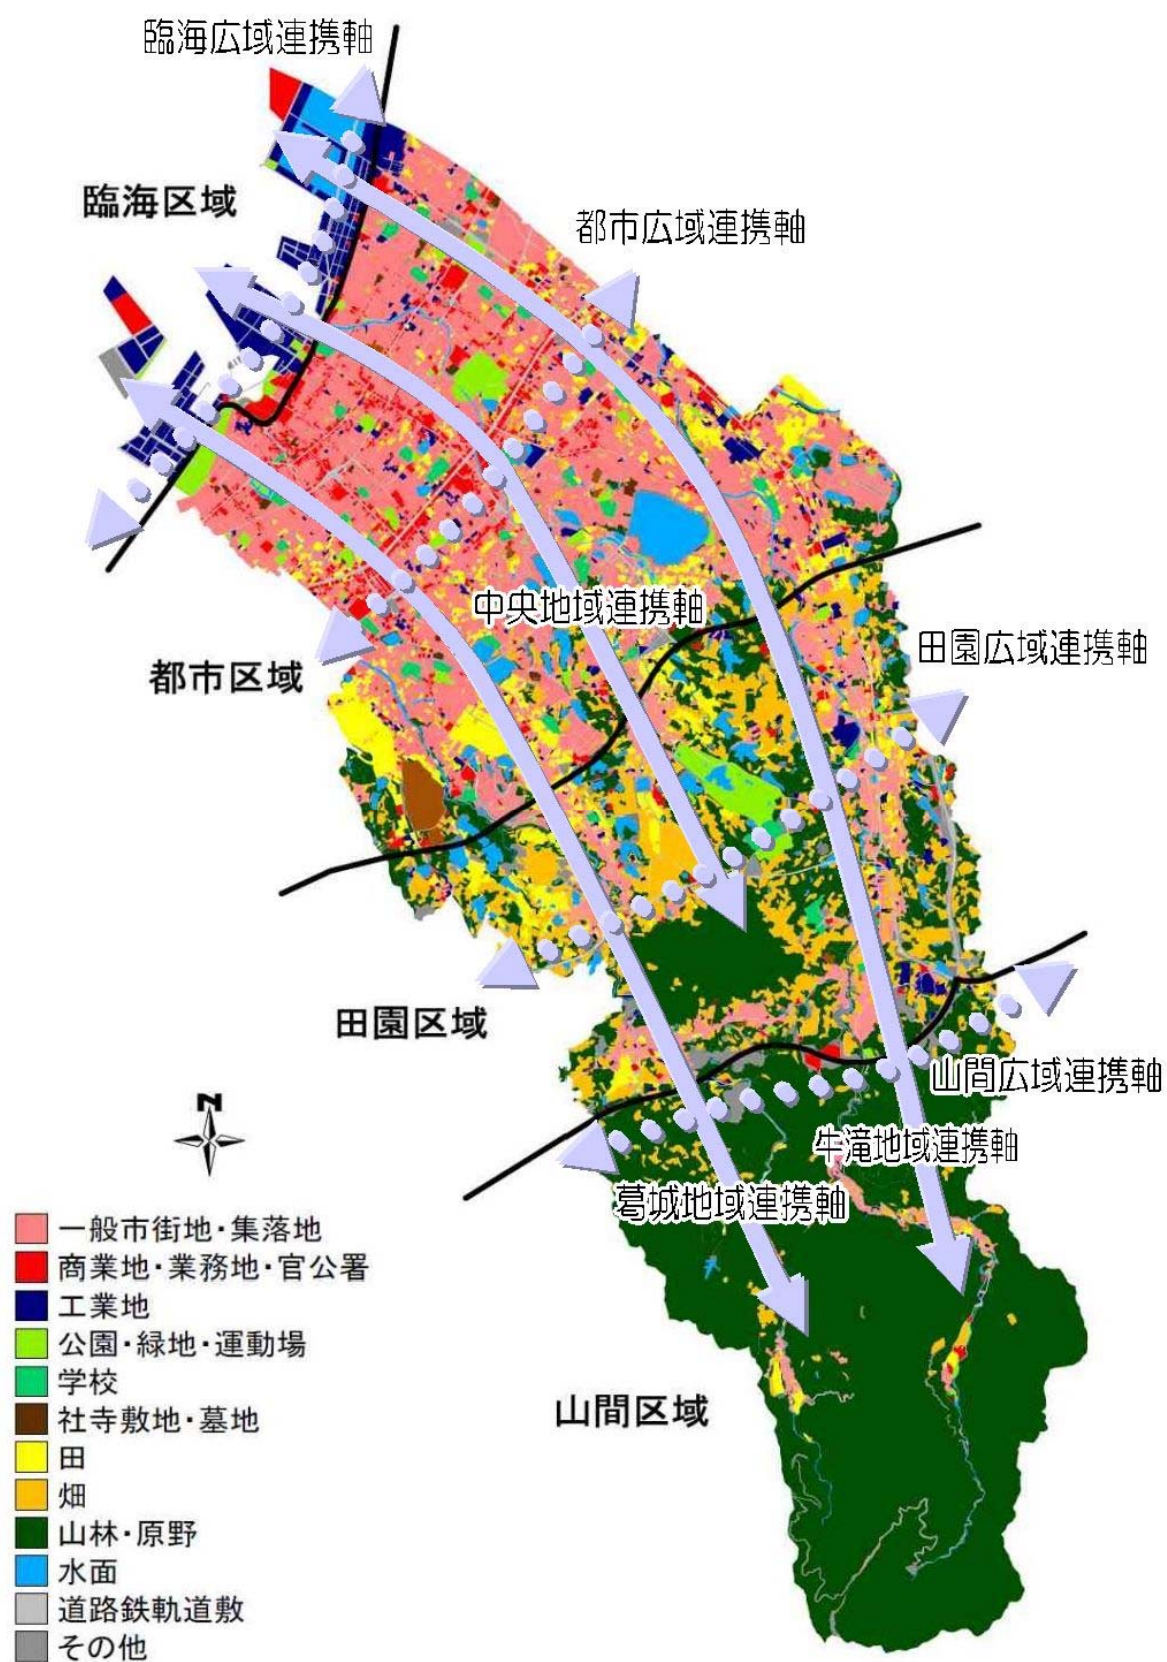 臨海広域連携軸
臨海区域
都市広域連携軸
中央地域連携軸
田園広域連携軸
都市区域
田園区域
山間広域連携軸
牛滝地域連携軸
葛城地域連携軸
山間区域
N
一般市街地・集落地
商業地・業務地・官公署
工業地
公園・緑地・運動場
学校
社寺敷地・墓地
田
畑
山林・原野
水面
道路鉄軌道敷
その他